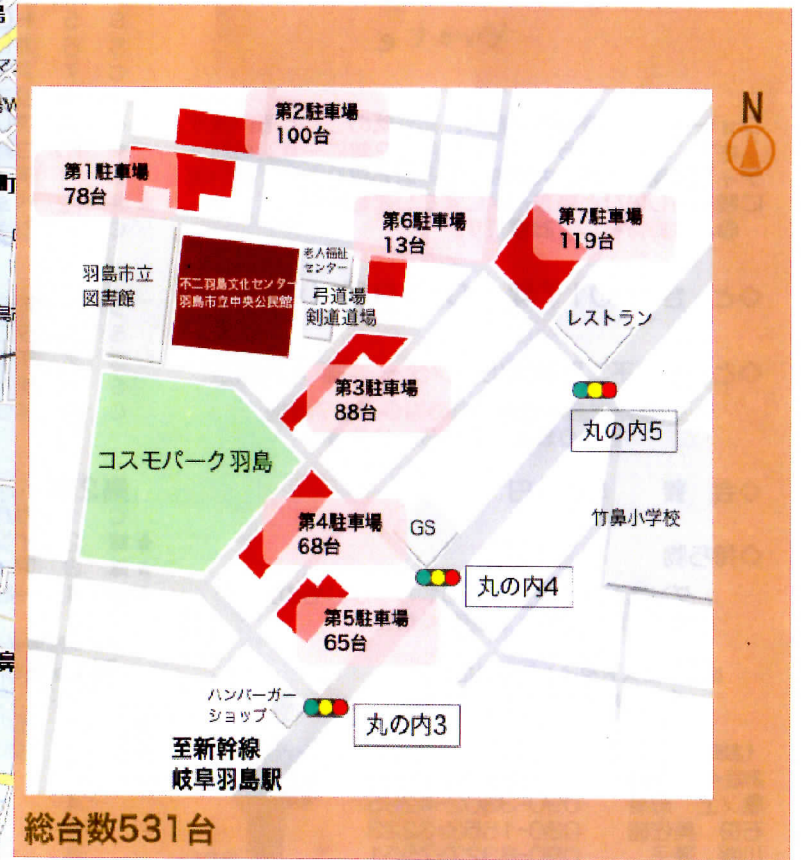 N
第2駐車場
100台
第1駐車場
78台
第6駐車場
13台
第7駐車場
119台
羽島市立
図書館
不二羽島文化センター
羽島市立中央公民館
老人福祉
センター
弓道場
剣道道場
レストラン
第3駐車場
88台
丸の内5
コスモパーク羽島
第4駐車場
68台
GS
竹鼻小学校
丸の内4
第5駐車場
65台
ハンバーガー
ショップ
丸の内3
至新幹線
岐阜羽島駅
総台数531台